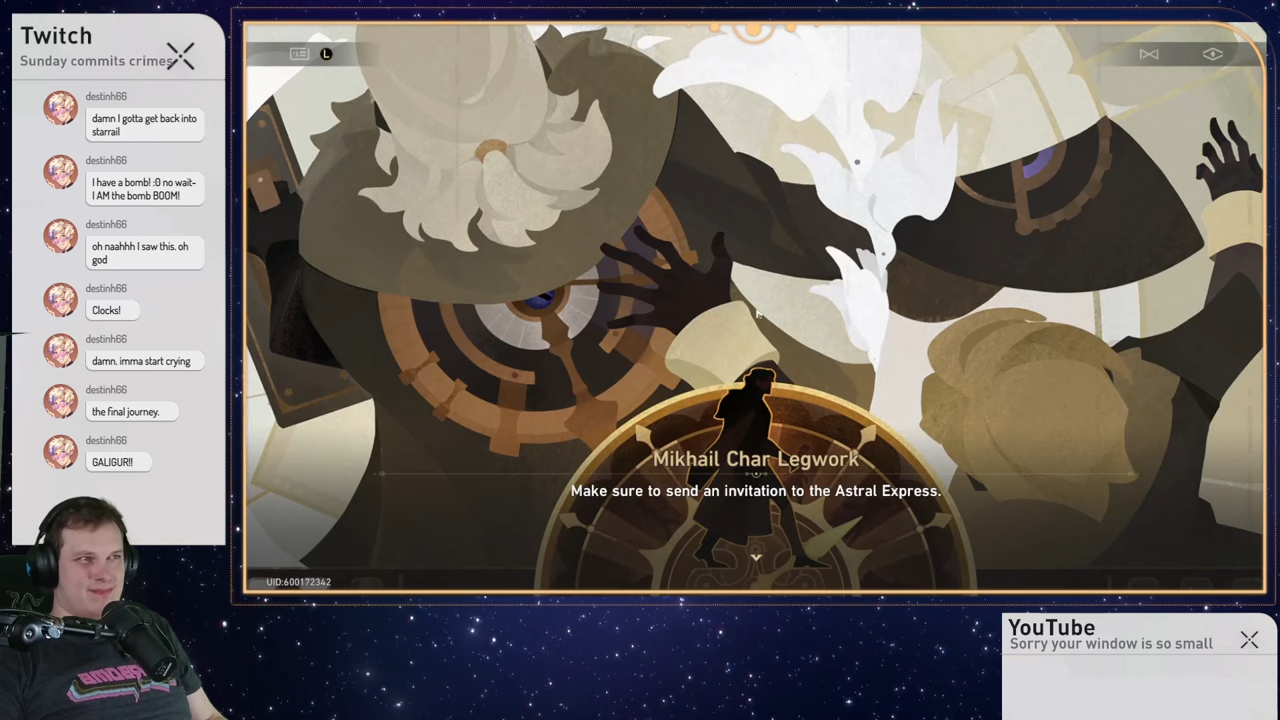 Twitch
Sunday commits crimes
destinh66
damn I gotta get back into
starrail
destinh66
I have a bomb! :0 no wait-
I AM the bomb BOOM!
destinh66
oh naahhh I saw this. oh
god
destinh66
Clocks!
destinh66
damn. imma start crying
destinh66
the final journey.
destinh66
GALIGUR!!
L
Mikhail Char Legwork
Make sure to send an invitation to the Astral Express.
UID:600172342
YouTube
Sorry your window is so small